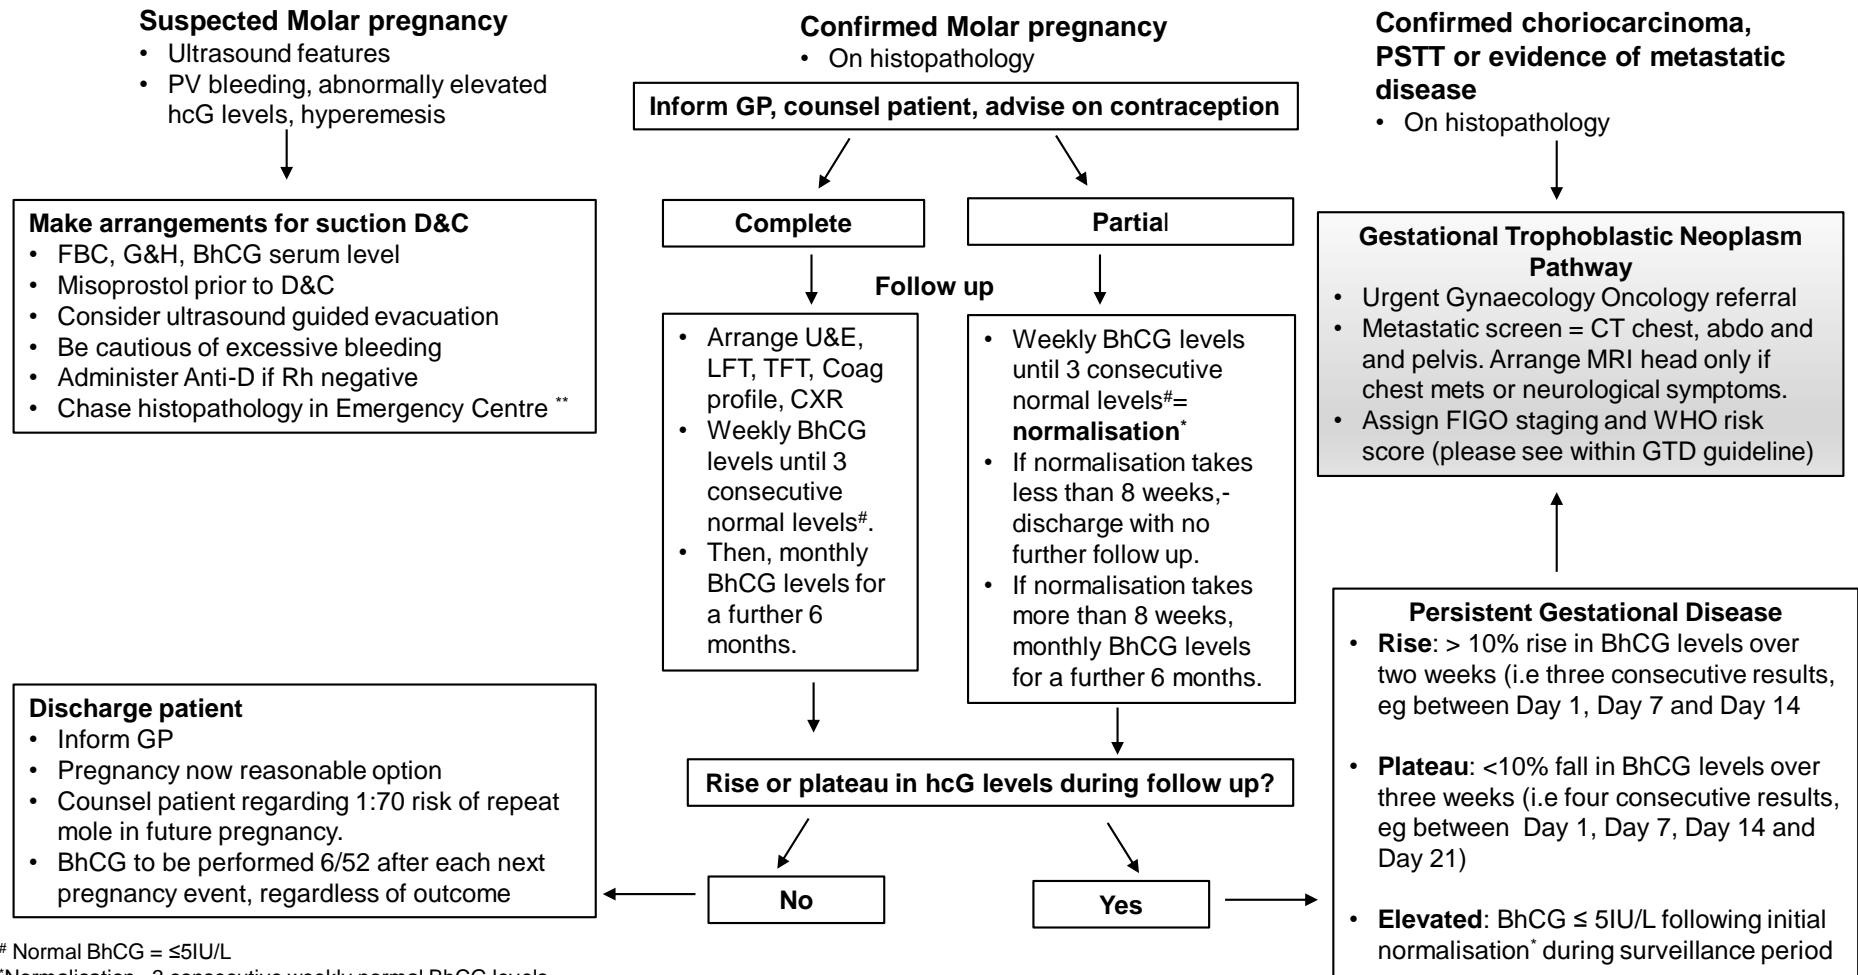 Suspected Molar pregnancy
• Ultrasound features
• PV bleeding, abnormally elevated
hcG levels, hyperemesis
Make arrangements for suction D&C
• FBC, G&H, BhCG serum level
• Misoprostol prior to D&C
• Consider ultrasound guided evacuation
• Be cautious of excessive bleeding
• Administer Anti-D if Rh negative
• Chase histopathology in Emergency Centre **
Confirmed Molar pregnancy
• On histopathology
Inform GP, counsel patient, advise on contraception
Complete
Partial
Follow up
• Arrange U&E,
LFT, TFT, Coag
profile, CXR
• Weekly BhCG
levels until 3
consecutive
normal levels#.
• Then, monthly
BhCG levels for
a further 6
months.
• Weekly BhCG levels
until 3 consecutive
normal levels#=
normalisation*
• If normalisation takes
less than 8 weeks,-
discharge with no
further follow up.
• If normalisation takes
more than 8 weeks,
monthly BhCG levels
for a further 6 months.
Rise or plateau in hcG levels during follow up?
No
Yes
Discharge patient
• Inform GP
• Pregnancy now reasonable option
• Counsel patient regarding 1:70 risk of repeat
mole in future pregnancy.
• BhCG to be performed 6/52 after each next
pregnancy event, regardless of outcome
Confirmed choriocarcinoma,
PSTT or evidence of metastatic
disease
• On histopathology
Gestational Trophoblastic Neoplasm
Pathway
• Urgent Gynaecology Oncology referral
• Metastatic screen = CT chest, abdo and
and pelvis. Arrange MRI head only if
chest mets or neurological symptoms.
• Assign FIGO staging and WHO risk
score (please see within GTD guideline)
Persistent Gestational Disease
• Rise: > 10% rise in BhCG levels over
two weeks (i.e three consecutive results,
eg between Day 1, Day 7 and Day 14
• Plateau: <10% fall in BhCG levels over
three weeks (i.e four consecutive results,
eg between Day 1, Day 7, Day 14 and
Day 21)
• Elevated: BhCG ≤ 5IU/L following initial
normalisation* during surveillance period
# Normal BhCG = ≤5IU/L
*Normalisation - 3 consecutive weekly normal BhCG levels